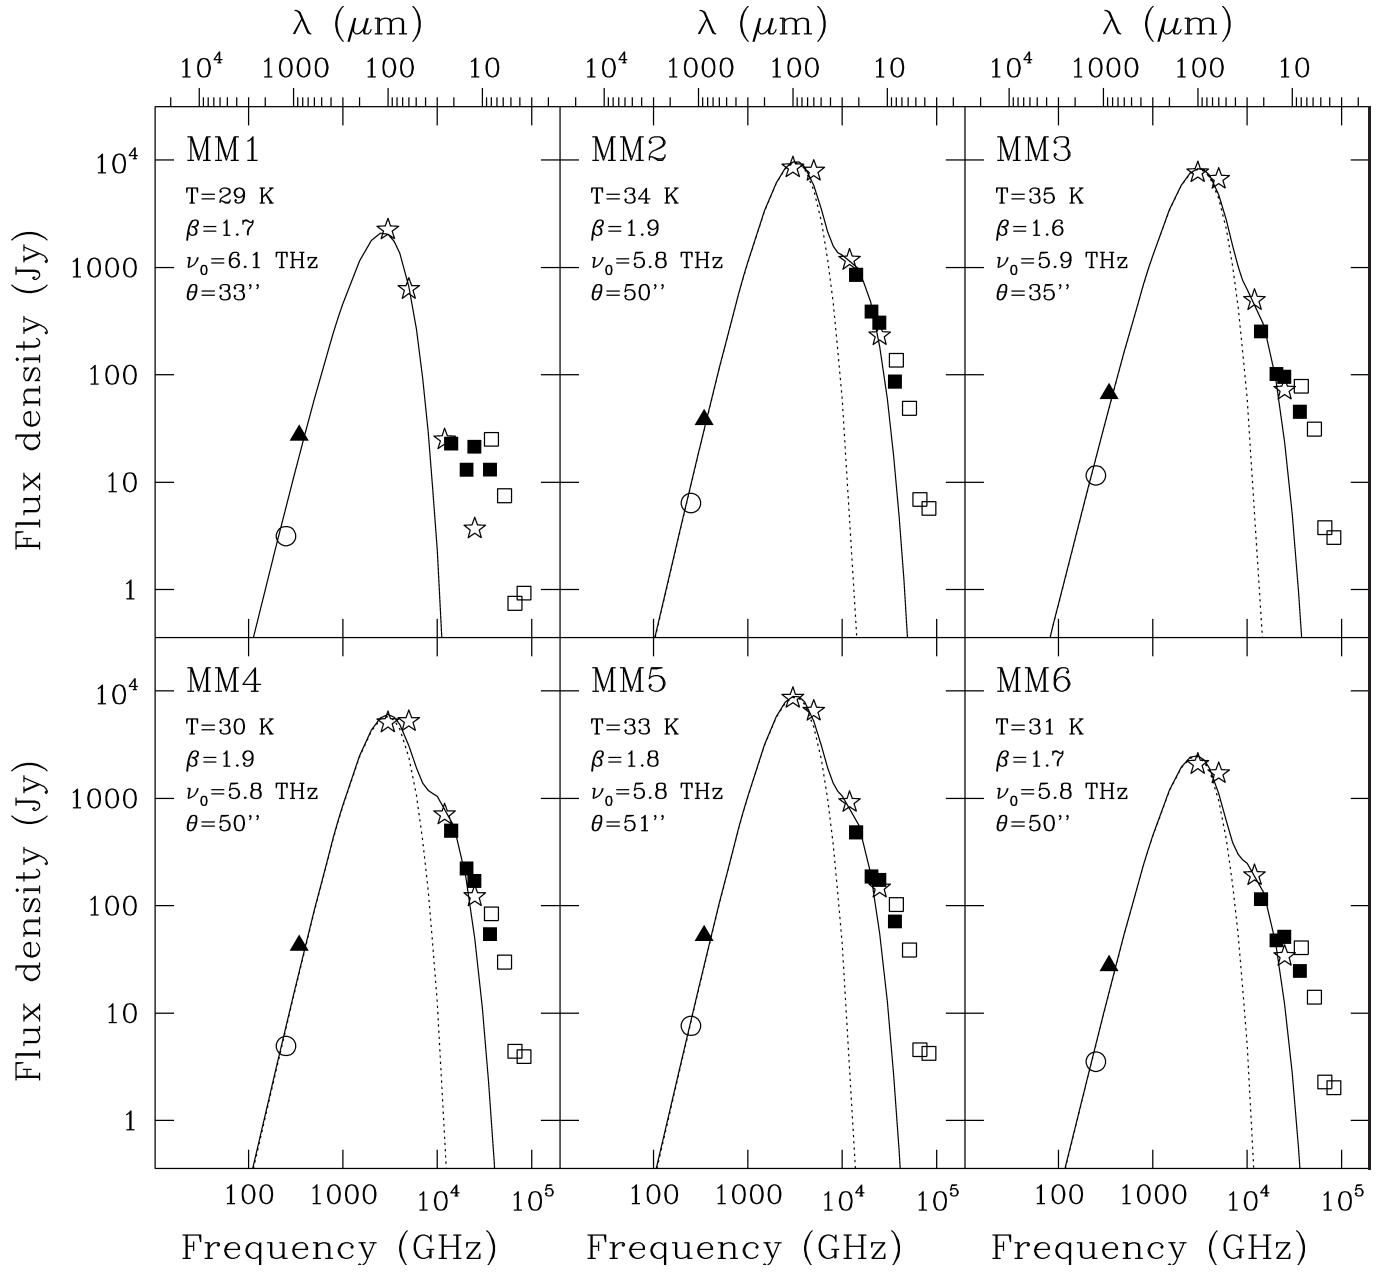 λ (μm) λ (μm) λ (μm)
10⁴ 1000 100 10 10⁴ 1000 100 10 10⁴ 1000 100 10
MM1
T=29 K
β=1.7
ν₀=6.1 THz
θ=33''
MM2
T=34 K
β=1.9
ν₀=5.8 THz
θ=50''
MM3
T=35 K
β=1.6
ν₀=5.9 THz
θ=35''
10⁴
1000
100
10
1
Flux density (Jy)
MM4
T=30 K
β=1.9
ν₀=5.8 THz
θ=50''
MM5
T=33 K
β=1.8
ν₀=5.8 THz
θ=51''
MM6
T=31 K
β=1.7
ν₀=5.8 THz
θ=50''
10⁴
1000
100
10
1
Flux density (Jy)
100 1000 10⁴ 10⁵ 100 1000 10⁴ 10⁵ 100 1000 10⁴ 10⁵
Frequency (GHz) Frequency (GHz) Frequency (GHz)